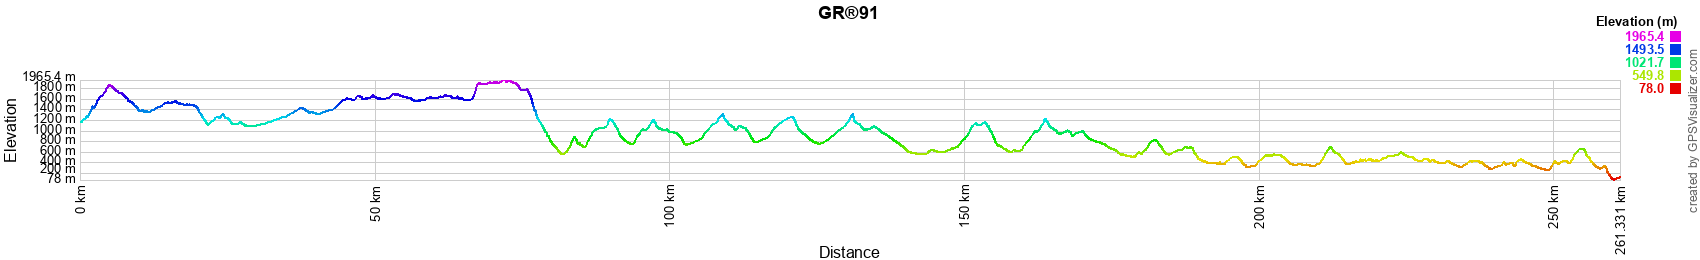 GR®91
Elevation (m)
1965.4
1493.5
1021.7
549.8
78.0
Elevation
1965.4 m
1800 m
1600 m
1400 m
1200 m
1000 m
800 m
600 m
400 m
200 m
78 m
0 km
50 km
100 km
150 km
200 km
250 km
261.331 km
Distance
created by GPSVisualizer.com